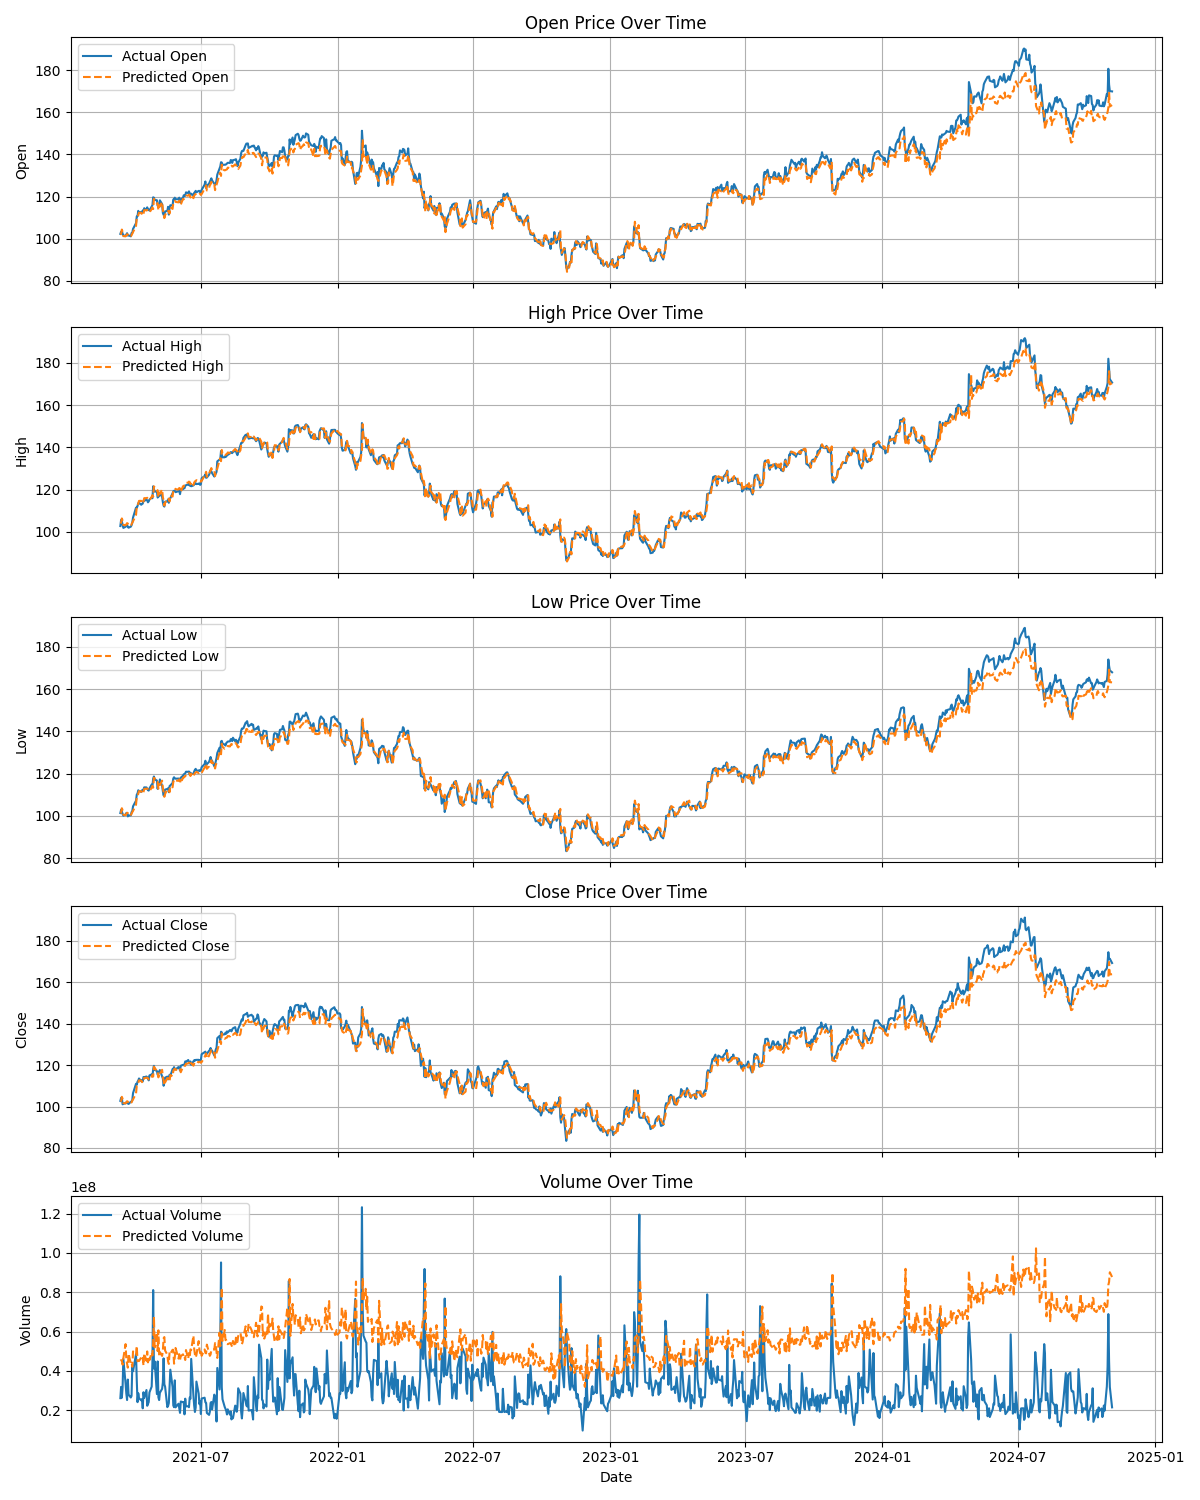 Open Price Over Time
Actual Open
Predicted Open
Open
180
160
140
120
100
80
High Price Over Time
Actual High
Predicted High
High
180
160
140
120
100
Low Price Over Time
Actual Low
Predicted Low
Low
180
160
140
120
100
80
Close Price Over Time
Actual Close
Predicted Close
Close
180
160
140
120
100
80
Volume Over Time
1e8
Actual Volume
Predicted Volume
Volume
1.2
1.0
0.8
0.6
0.4
0.2
2021-07
2022-01
2022-07
2023-01
2023-07
2024-01
2024-07
2025-01
Date